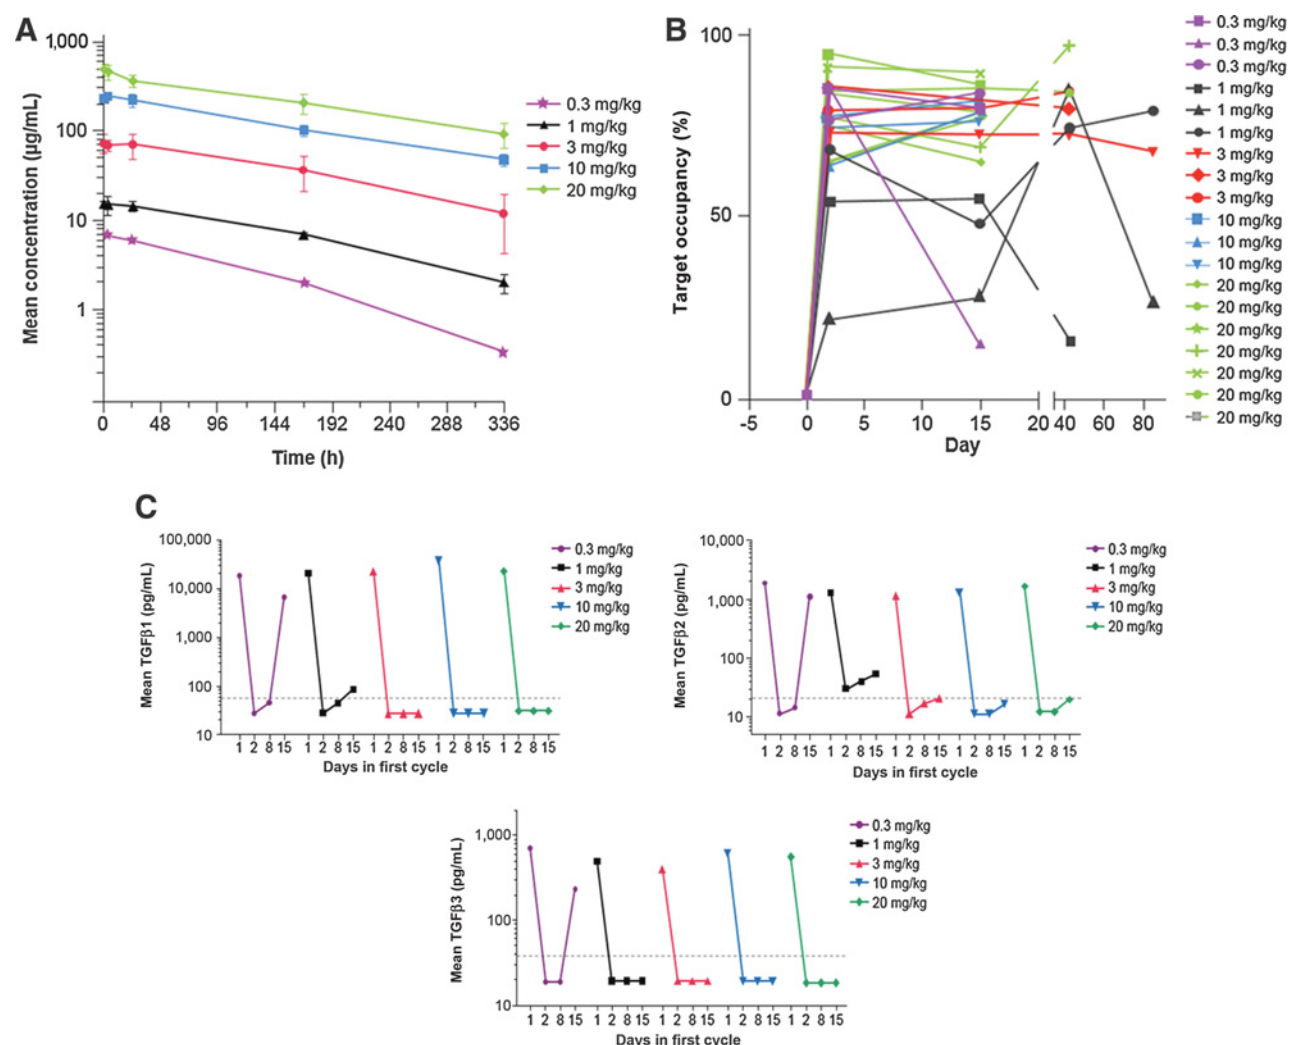 A
Mean concentration (µg/mL)
1,000
100
10
1
0 48 96 144 192 240 288 336
Time (h)
0.3 mg/kg
1 mg/kg
3 mg/kg
10 mg/kg
20 mg/kg
B
Target occupancy (%)
100
50
0
-5 0 5 10 15 20 40 60 80
Day
0.3 mg/kg
0.3 mg/kg
0.3 mg/kg
1 mg/kg
1 mg/kg
1 mg/kg
3 mg/kg
3 mg/kg
3 mg/kg
10 mg/kg
10 mg/kg
10 mg/kg
20 mg/kg
20 mg/kg
20 mg/kg
20 mg/kg
20 mg/kg
20 mg/kg
20 mg/kg
C
Mean TGFβ1 (pg/mL)
100,000
10,000
1,000
100
10
1 2 8 15 1 2 8 15 1 2 8 15 1 2 8 15 1 2 8 15
Days in first cycle
0.3 mg/kg
1 mg/kg
3 mg/kg
10 mg/kg
20 mg/kg
Mean TGFβ2 (pg/mL)
10,000
1,000
100
10
1 2 8 15 1 2 8 15 1 2 8 15 1 2 8 15 1 2 8 15
Days in first cycle
0.3 mg/kg
1 mg/kg
3 mg/kg
10 mg/kg
20 mg/kg
Mean TGFβ3 (pg/mL)
1,000
100
10
1 2 8 15 1 2 8 15 1 2 8 15 1 2 8 15 1 2 8 15
Days in first cycle
0.3 mg/kg
1 mg/kg
3 mg/kg
10 mg/kg
20 mg/kg